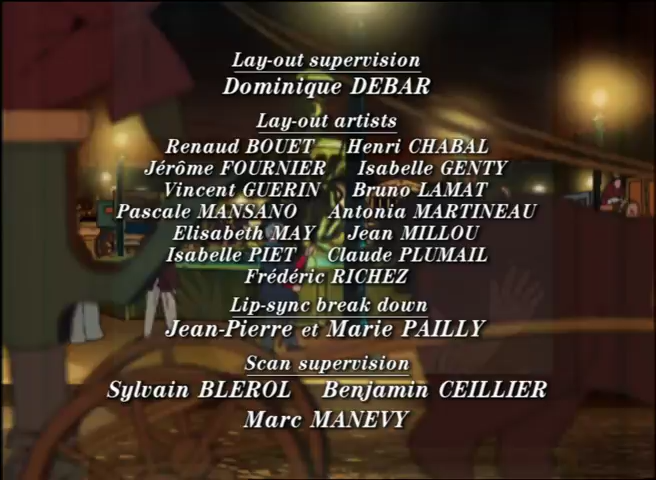 Lay-out supervision
Dominique DEBAR
Lay-out artists
Renaud BOUET Henri CHABAL
Jérôme FOURNIER Isabelle GENTY
Vincent GUERIN Bruno LAMAT
Pascale MANSANO Antonia MARTINEAU
Elisabeth MAY Jean MILLOU
Isabelle PIET Claude PLUMAIL
Frédéric RICHEZ
Lip-sync break down
Jean-Pierre et Marie PAILLY
Scan supervision
Sylvain BLEROL Benjamin CEILLIER
Marc MANEVY